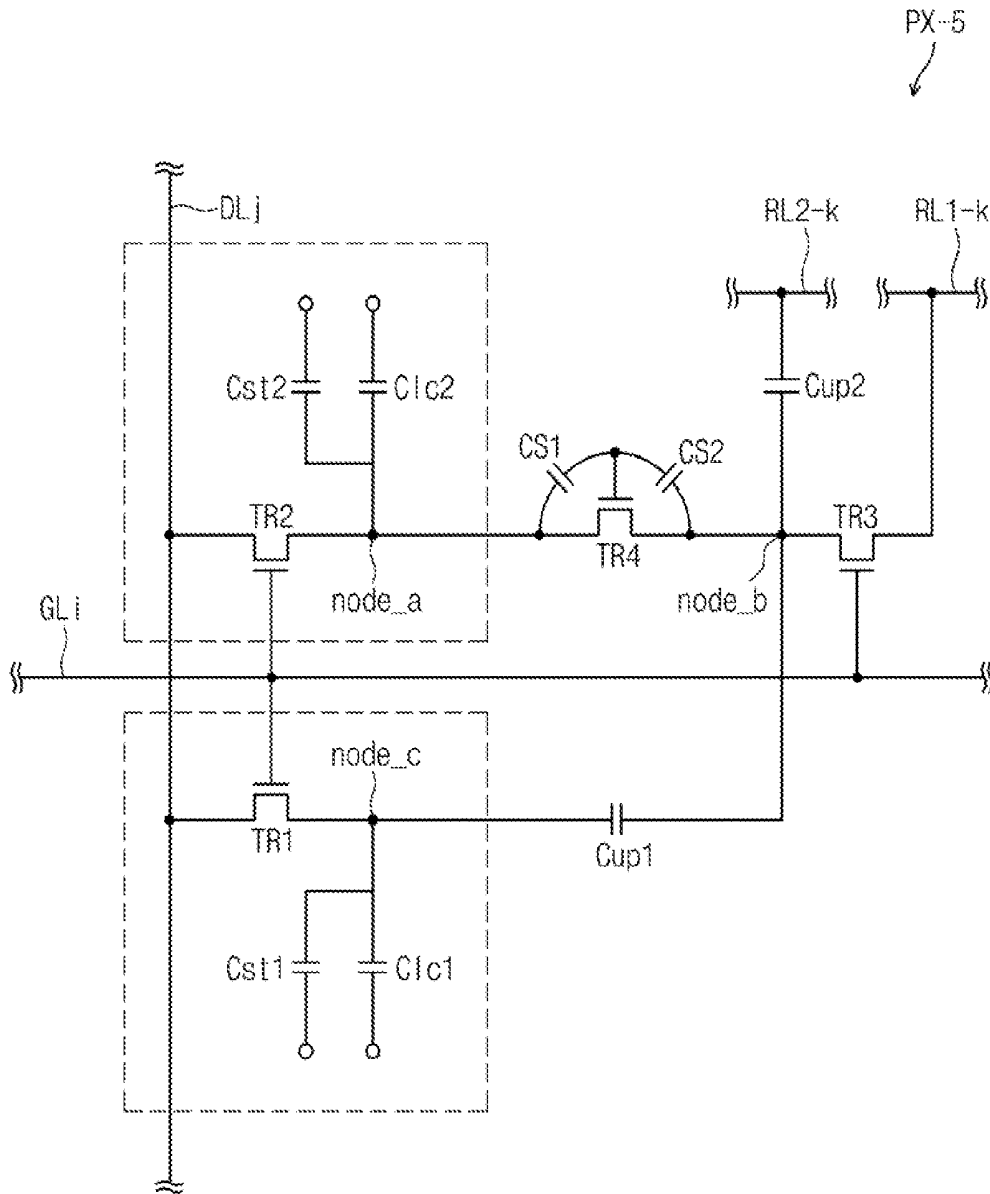 PX-5
DLj
RL2-k
RL1-k
Cst2
Clc2
Cup2
CS1
CS2
TR2
TR4
TR3
node_a
node_b
GLi
node_c
TR1
Cup1
Cst1
Clc1